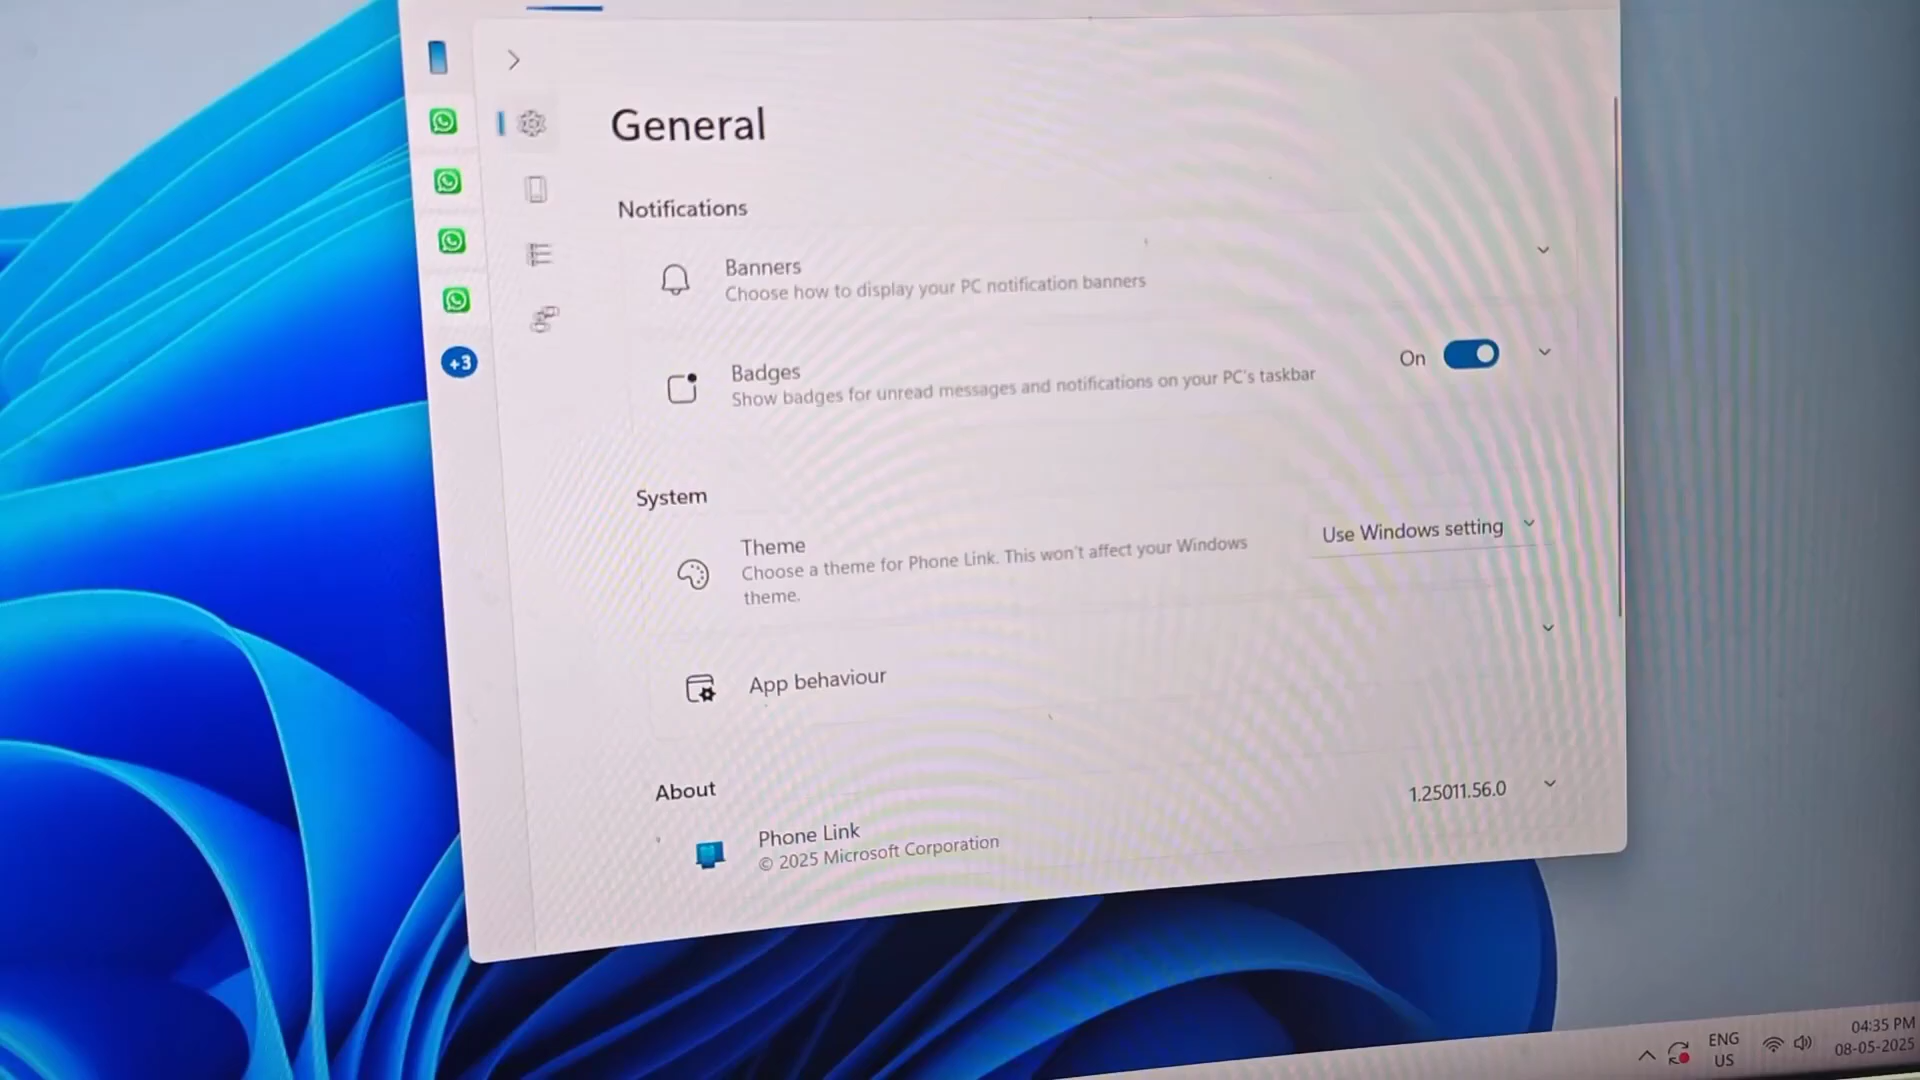 General
Notifications
Banners
Choose how to display your PC notification banners
Badges
Show badges for unread messages and notifications on your PC's taskbar
On
System
Theme
Choose a theme for Phone Link. This won't affect your Windows
theme.
Use Windows setting
App behaviour
About
Phone Link
© 2025 Microsoft Corporation
1.25011.56.0
+3
ENG
US
04:35 PM
08-05-2025